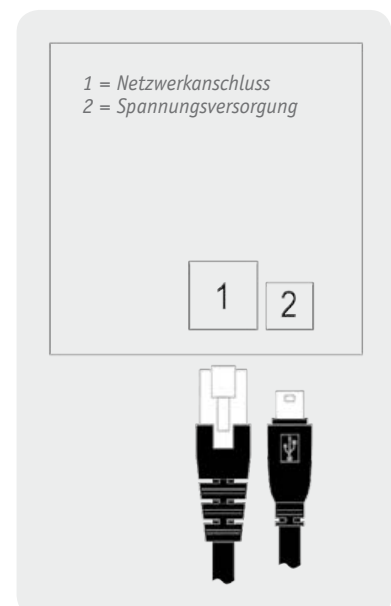 1 = Netzwerkanschluss
2 = Spannungsversorgung
1
2